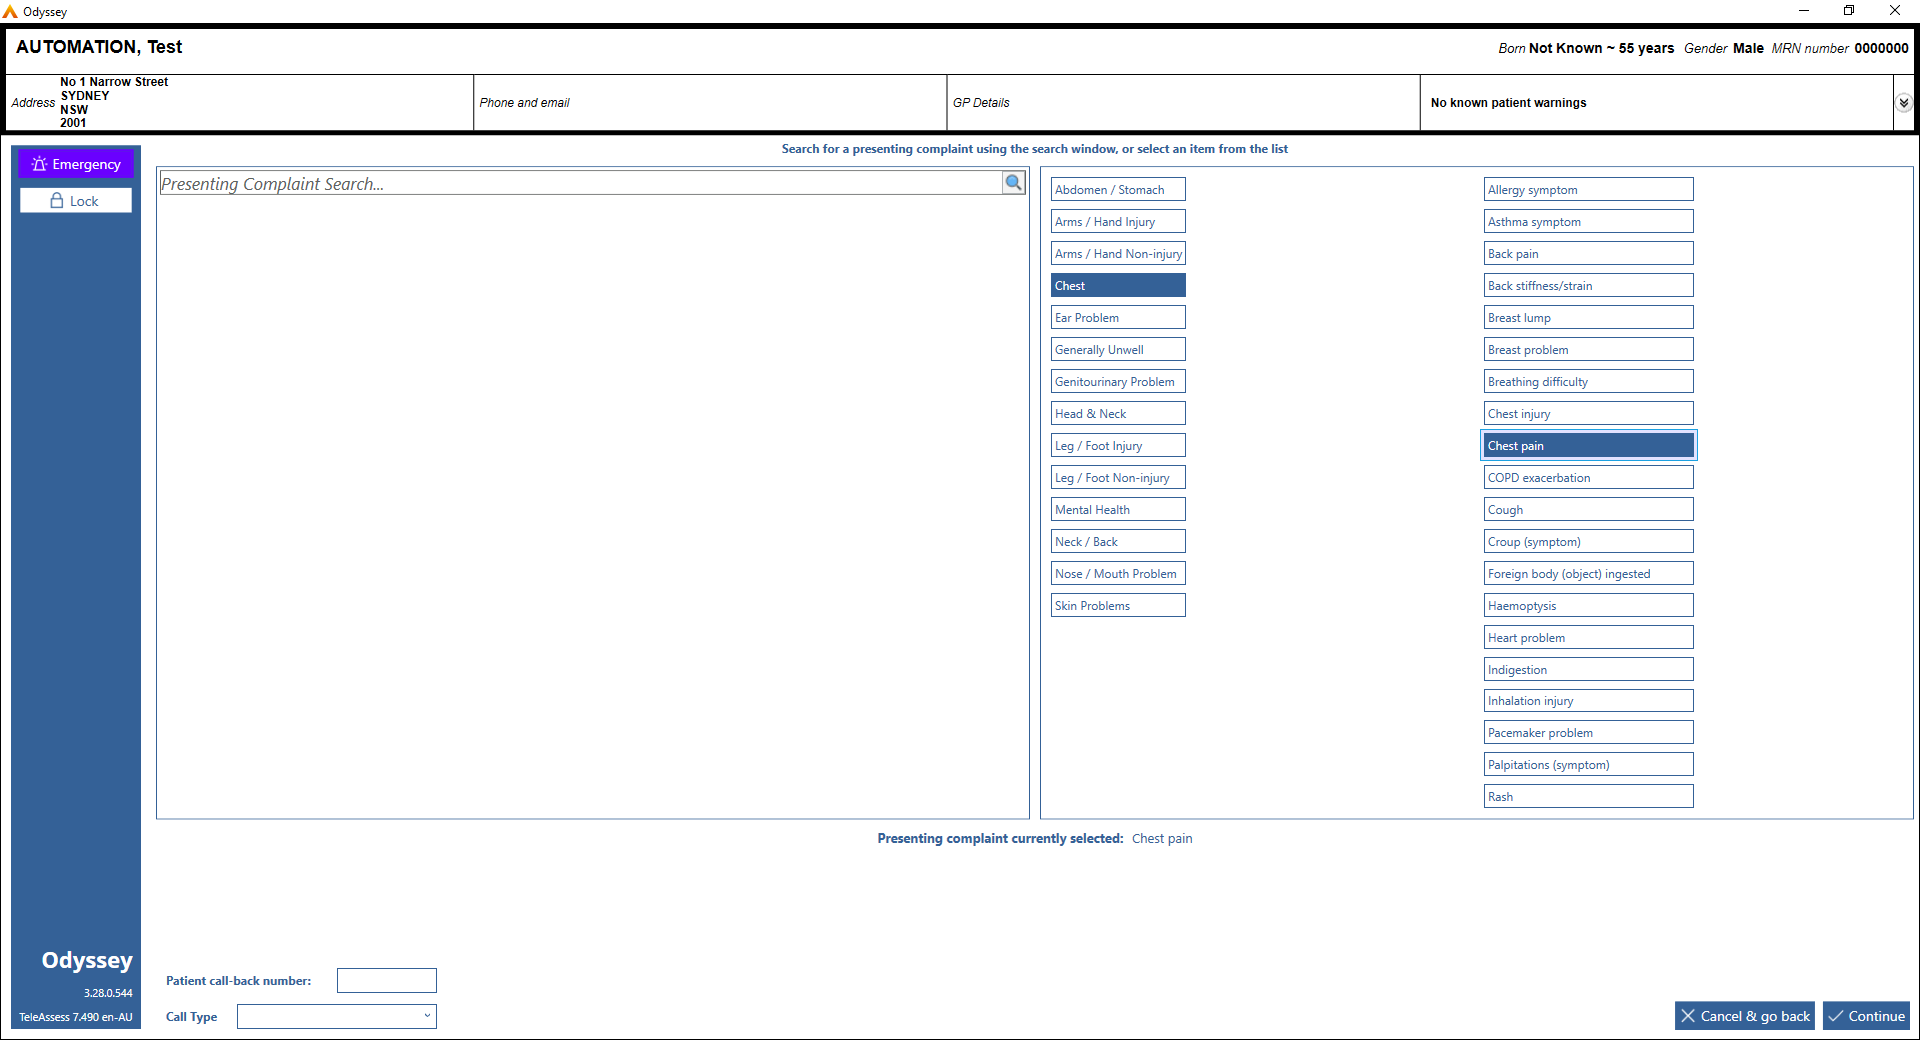 Odyssey
AUTOMATION, Test
Born Not Known ~ 55 years Gender Male MRN number 0000000
Address
No 1 Narrow Street
SYDNEY
NSW
2001
Phone and email
GP Details
No known patient warnings
Emergency
Lock
Search for a presenting complaint using the search window, or select an item from the list
Presenting Complaint Search...
Abdomen / Stomach
Arms / Hand Injury
Arms / Hand Non-injury
Chest
Ear Problem
Generally Unwell
Genitourinary Problem
Head & Neck
Leg / Foot Injury
Leg / Foot Non-injury
Mental Health
Neck / Back
Nose / Mouth Problem
Skin Problems
Allergy symptom
Asthma symptom
Back pain
Back stiffness/strain
Breast lump
Breast problem
Breathing difficulty
Chest injury
Chest pain
COPD exacerbation
Cough
Croup (symptom)
Foreign body (object) ingested
Haemoptysis
Heart problem
Indigestion
Inhalation injury
Pacemaker problem
Palpitations (symptom)
Rash
Presenting complaint currently selected: Chest pain
Odyssey
3.28.0.544
TeleAssess 7.490 en-AU
Patient call-back number:
Call Type
Cancel & go back
Continue